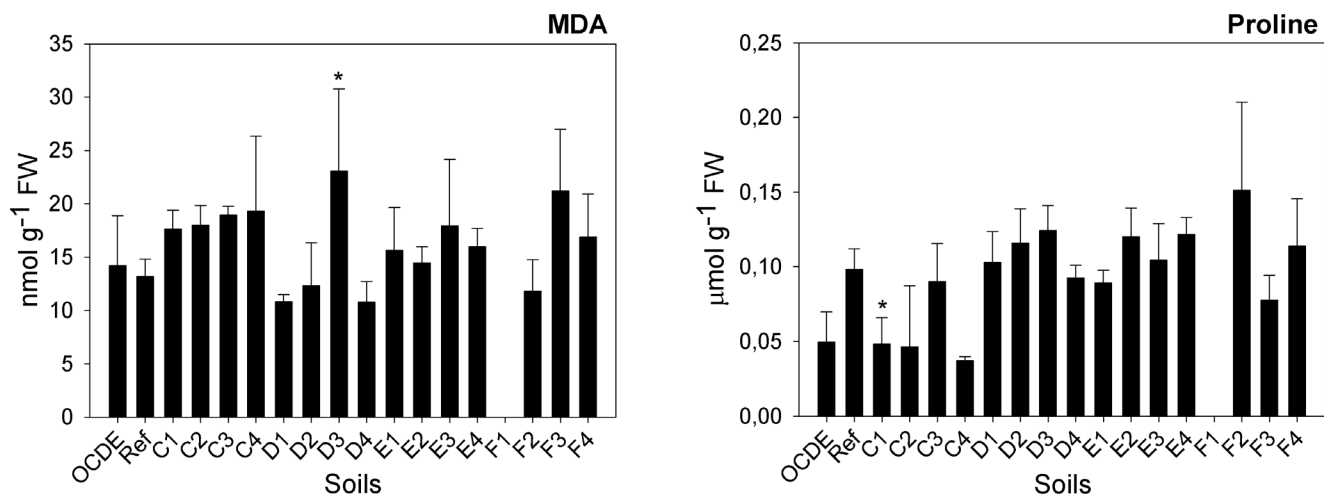 MDA
35
30
25
20
15
10
5
0
nmol g⁻¹ FW
*
OCDE Ref C1 C2 C3 C4 D1 D2 D3 D4 E1 E2 E3 E4 F1 F2 F3 F4
Soils
Proline
0,25
0,20
0,15
0,10
0,05
0,00
μmol g⁻¹ FW
*
OCDE Ref C1 C2 C3 C4 D1 D2 D3 D4 E1 E2 E3 E4 F1 F2 F3 F4
Soils